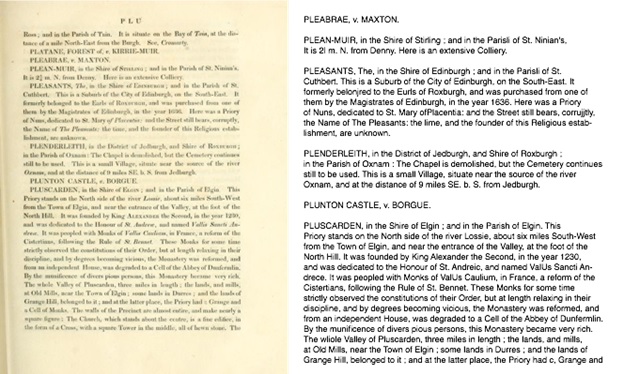 P L U
Ross; and in the Parish of Tain. It is situate on the Bay of Tain, at the dis-
tance of a mile North-East from the Burgh. See, Cromarty.
PLATANE, FOREST of, v. KIRRIE-MUIR.
PLEABRAE, v. MAXTON.
PLEAN-MUIR, in the Shire of STIRLING; and in the Parish of St. Ninian's.
It is 2½ m. N. from Denny. Here is an extensive Colliery.
PLEASANTS, The, in the Shire of EDINBURGH; and in the Parish of St.
Cuthbert. This is a Suburb of the City of Edinburgh, on the South-East. It
formerly belonged to the Earls of ROXBURGH, and was purchased from one of
them by the Magistrates of Edinburgh, in the year 1636. Here was a Priory
of Nuns, dedicated to St. Mary of Placentia: and the Street still bears, corruptly,
the Name of The Pleasants: the time, and the founder of this Religious estab-
lishment, are unknown.
PLENDERLEITH, in the District of Jedburgh, and Shire of ROXBURGH;
in the Parish of Oxnam: The Chapel is demolished, but the Cemetery continues
still to be used. This is a small Village, situate near the source of the river
Oxnam, and at the distance of 9 miles SE. b. S. from Jedburgh.
PLUNTON CASTLE, v. BORGUE.
PLUSCARDEN, in the Shire of ELGIN; and in the Parish of Elgin This
Priory stands on the North side of the river Lossie, about six miles South-West
from the Town of Elgin, and near the entrance of the Valley, at the foot of the
North Hill. It was founded by King ALEXANDER the Second, in the year 1230,
and was dedicated to the Honour of St. Andrew, and named Vallis Sancti An-
dreæ. It was peopled with Monks of Vallis Caulium, in France, a reform of the
Cistertians, following the Rule of St. Bennet. These Monks for some time
strictly observed the constitutions of their Order, but at length relaxing in their
discipline, and by degrees becoming vicious, the Monastery was reformed, and
from an independent House, was degraded to a Cell of the Abbey of Dunfermlin.
By the munificence of divers pious persons, this Monastery became very rich.
The whole Valley of Pluscarden, three miles in length; the lands, and mills,
at Old Mills, near the Town of Elgin; some lands in Durres; and the lands of
Grange Hill, belonged to it; and at the latter place, the Priory had a Grange and
a Cell of Monks. The walls of the Precinct are almost entire, and make nearly a
square figure: The Church, which stands about the centre, is a fine edifice, in
the form of a Cross, with a square Tower in the middle, all of hewn stone. The
PLEABRAE, v. MAXTON.
PLEAN-MUIR, in the Shire of Stirling ; and in the Parisli of St. Ninian's,
It is 2| m. N. from Denny. Here is an extensive Colliery.
PLEASANTS, The, in the Shire of Edinburgh ; and in the Parisli of St.
Cuthbert. This is a Suburb of the City of Edinburgh, on the South-East. It
formerly belonjred to the Eurls of Roxburgh, and was purchased from one of
them by the Magistrates of Edinburgh, in the year 1636. Here was a Priory
of Nuns, dedicated to St. Mary ofPlacentia: and the Street still bears, corrujjtly,
the Name of The Pleasants: the lime, and the founder of this Religious estab-
lishment, are unknown.
PLENDERLEITH, in the District of Jedburgh, and Shire of Roxburgh ;
in the Parish of Oxnam : The Chapel is demolished, but the Cemetery continues
still to be used. This is a small Village, situate near the source of the river
Oxnam, and at the distance of 9 miles SE. b. S. from Jedburgh.
PLUNTON CASTLE, v. BORGUE.
PLUSCARDEN, in the Shire of Elgin ; and in the Parish of Elgin. This
Priory stands on the North side of the river Lossie, about six miles South-West
from the Town of Elgin, and near the entrance of the Valley, at the foot of the
North Hill. It was founded by King Alexander the Second, in the year 1230,
and was dedicated to the Honour of St. Andreic, and named ValUs Sancti An-
drecE. It was peopled with Monks of ValUs Caulium, in France, a reform of the
Cistertians, following the Rule of St. Bennet. These Monks for some time
strictly observed the constitutions of their Order, but at length relaxing in their
discipline, and by degrees becoming vicious, the Monastery was reformed, and
from an independent House, was degraded to a Cell of the Abbey of Dunfermlin.
By the munificence of divers pious persons, this Monastery became very rich.
The whole Valley of Pluscarden, three miles in length; the lands, and mills,
at Old Mills, near the Town of Elgin ; some lands in Durres ; and the lands of
Grange Hill, belonged to it ; and at the latter place, the Priory had c, Grange and